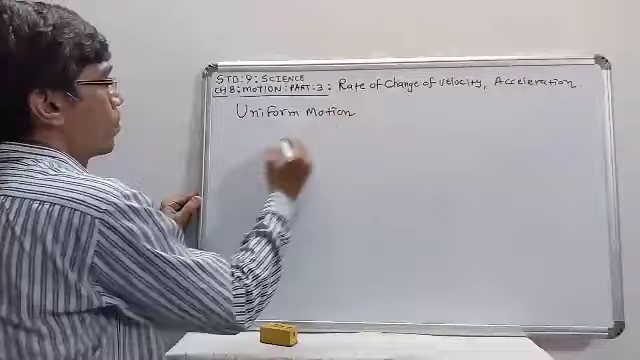 STD:9: SCIENCE
CH 8: MOTION: PART: 3: Rate of Change of velocity, Acceleration.
Uniform Motion